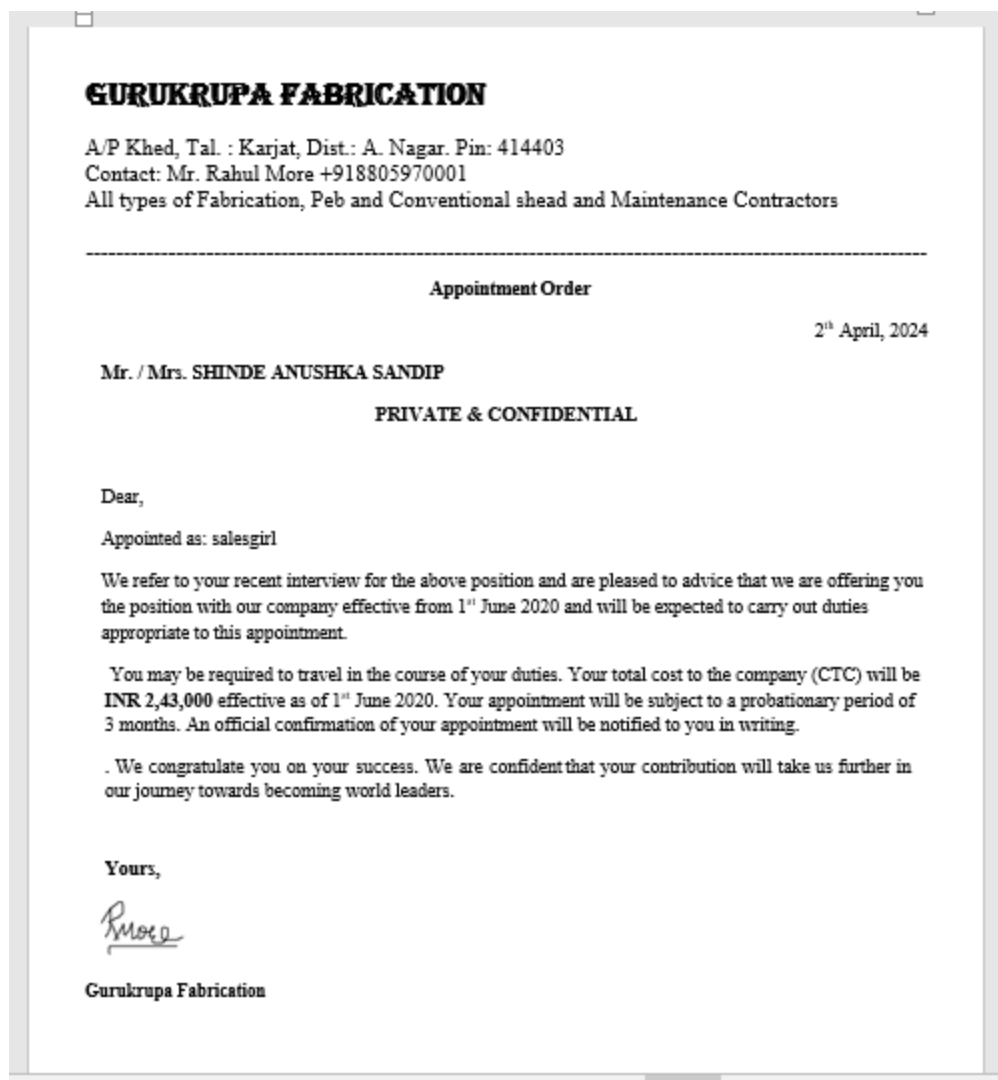 GURUKRUPA FABRICATION
A/P Khed, Tal. : Karjat, Dist.: A. Nagar. Pin: 414403
Contact: Mr. Rahul More +918805970001
All types of Fabrication, Peb and Conventional shead and Maintenance Contractors
Appointment Order
2th April, 2024
Mr. / Mrs. SHINDE ANUSHKA SANDIP
PRIVATE & CONFIDENTIAL
Dear,
Appointed as: salesgirl
We refer to your recent interview for the above position and are pleased to advice that we are offering you
the position with our company effective from 1st June 2020 and will be expected to carry out duties
appropriate to this appointment.
You may be required to travel in the course of your duties. Your total cost to the company (CTC) will be
INR 2,43,000 effective as of 1st June 2020. Your appointment will be subject to a probationary period of
3 months. An official confirmation of your appointment will be notified to you in writing.
. We congratulate you on your success. We are confident that your contribution will take us further in
our journey towards becoming world leaders.
Yours,
RMore
Gurukrupa Fabrication